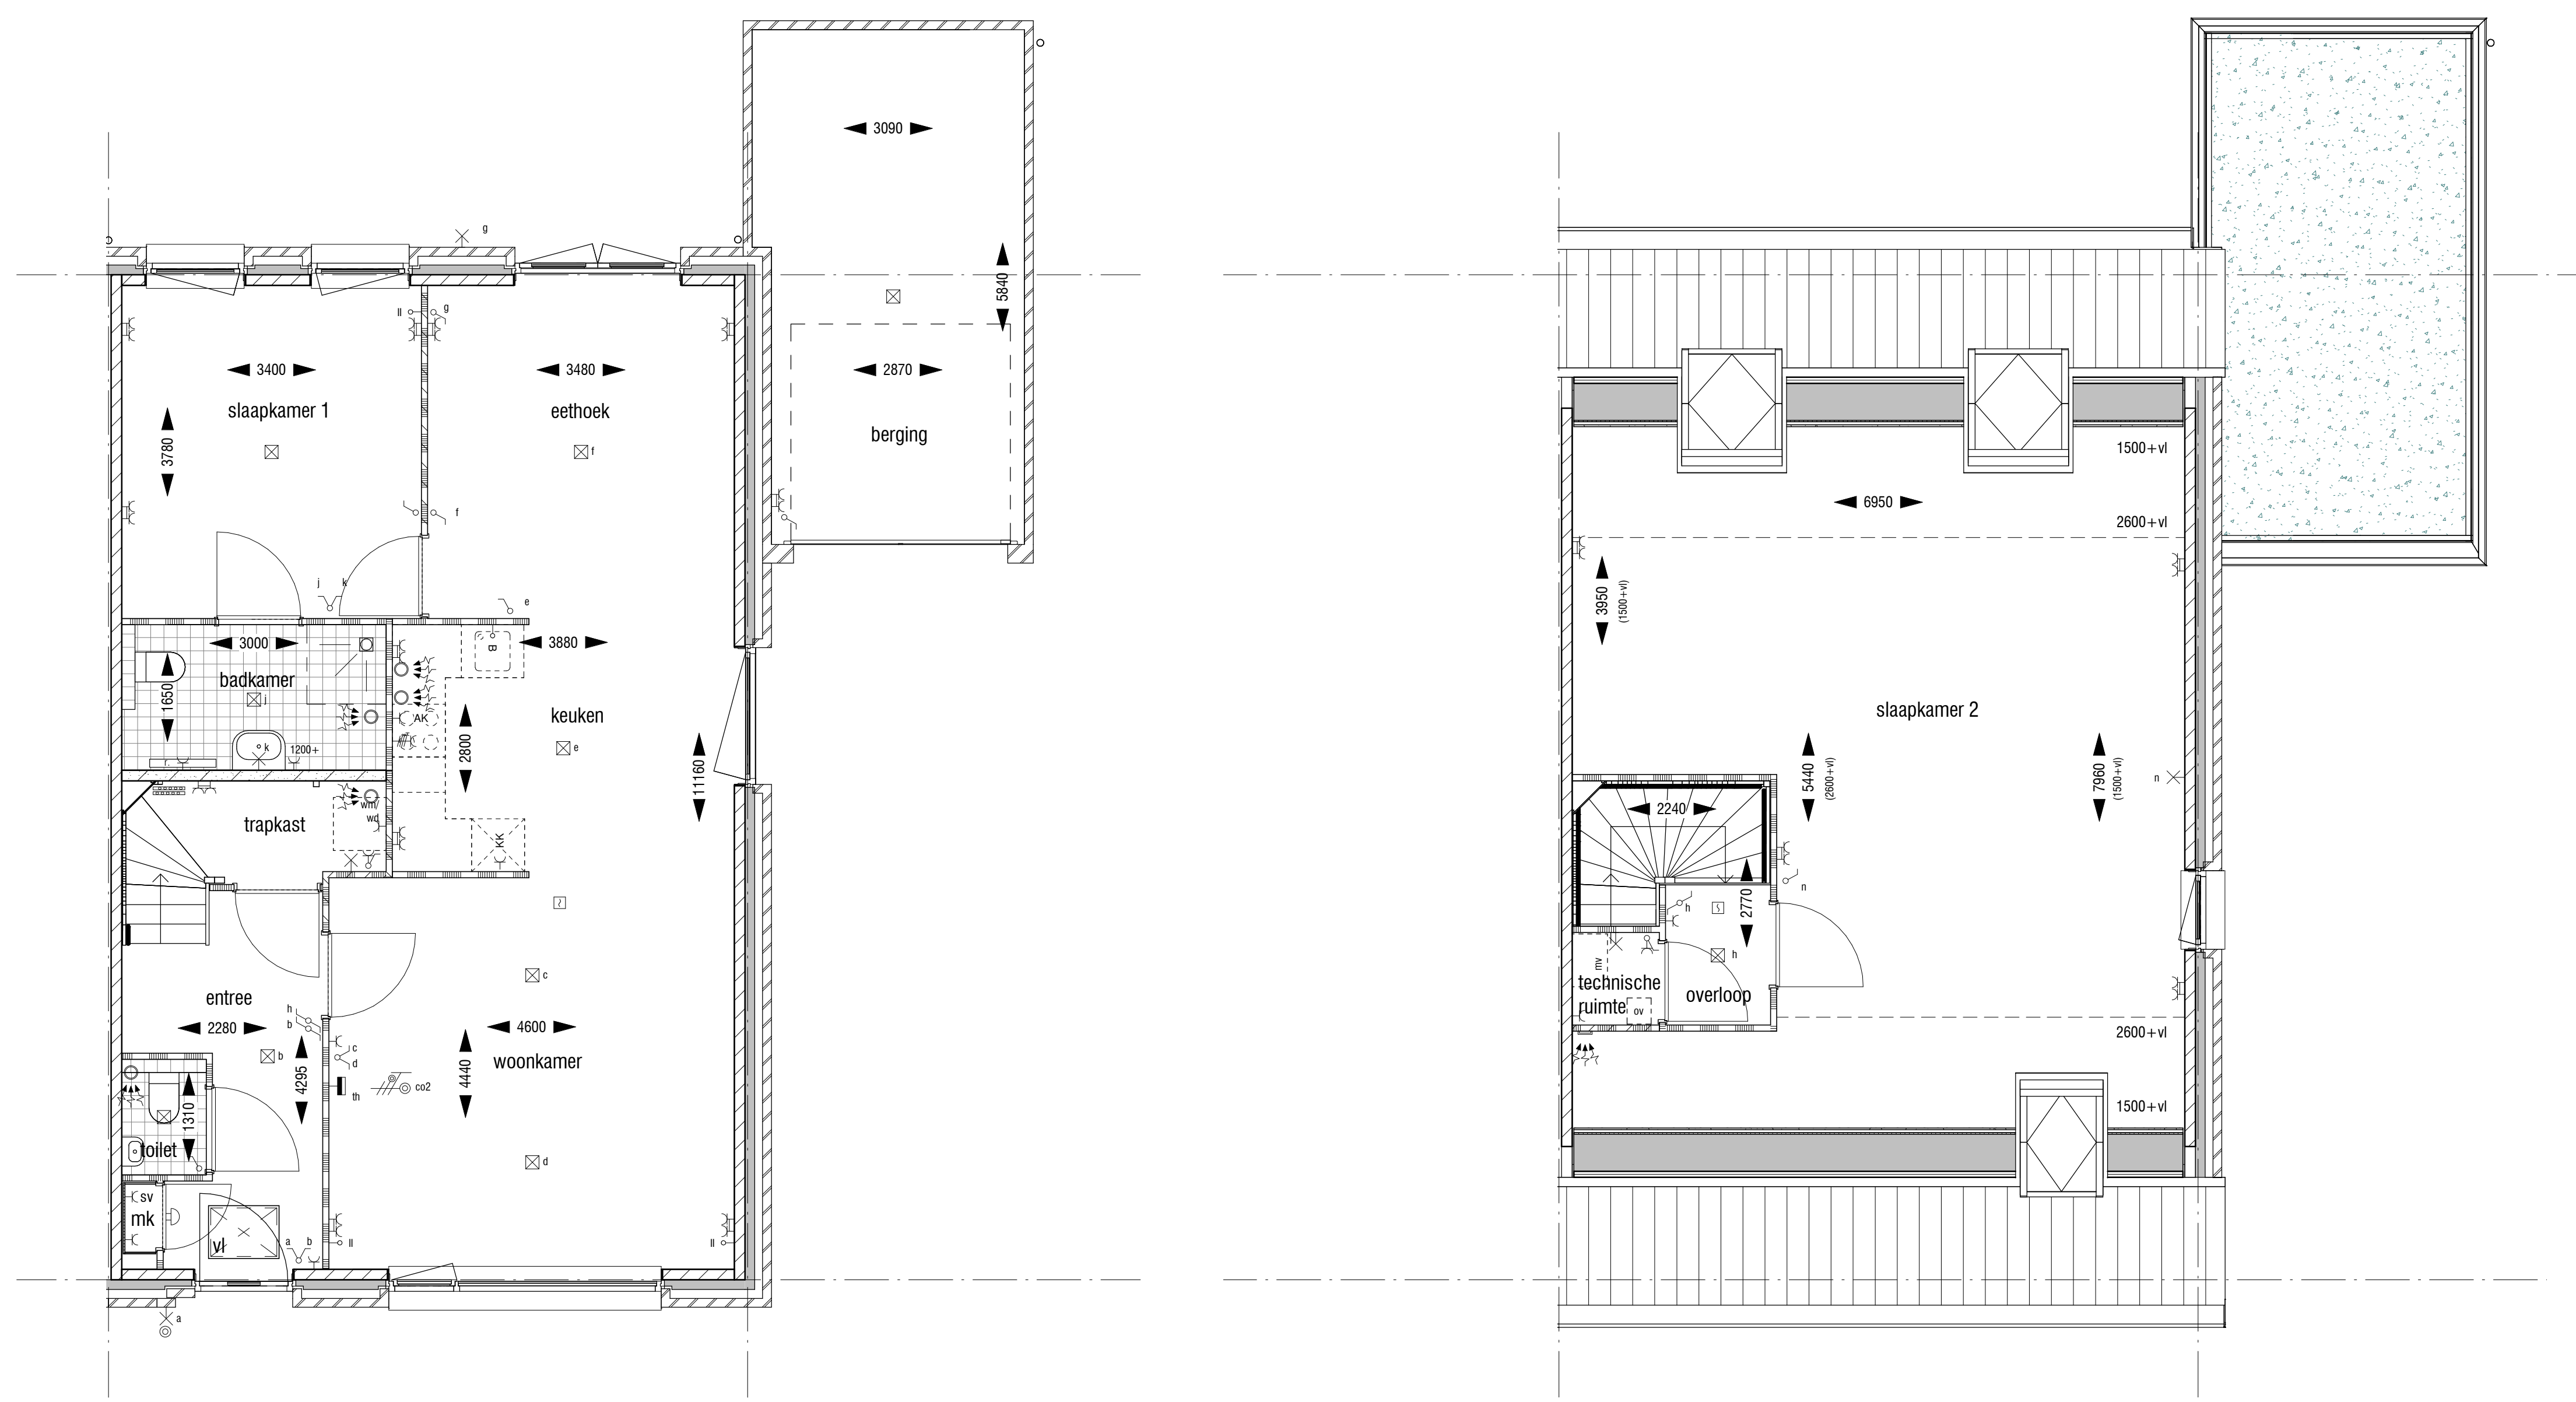 3090
5840
g
ll
g
3400
3480
2870
slaapkamer 1
eethoek
berging
3780
f
f
j
k
e
3000
B
3880
badkamer
1650
j
AK
keuken
2800
e
k
1200+
11160
wm/
wd
trapkast
KK
c
entree
h
b
2280
4600
b
c
d
woonkamer
4295
4440
co2
th
1310
toilet
d
sv
mk
vl
a
b
ll
ll
a
1500+vl
6950
2600+vl
3950
(1500+vl)
slaapkamer 2
5440
(2600+vl)
7960
(1500+vl)
n
2240
n
h
2770
h
mv
technische
ruimte
ov
overloop
2600+vl
1500+vl